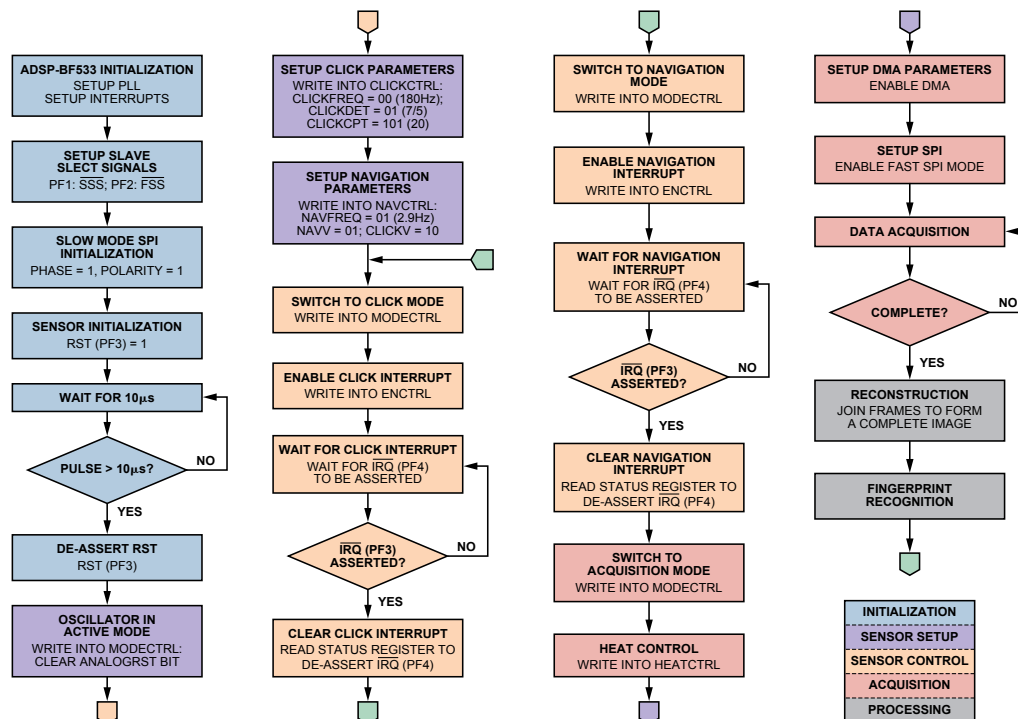 ADSP-BF533 INITIALIZATION
SETUP PLL
SETUP INTERRUPTS
SETUP SLAVE
SLECT SIGNALS
PF1: S̅S̅S̅; PF2: F̅S̅S̅
SLOW MODE SPI
INITIALIZATION
PHASE = 1, POLARITY = 1
SENSOR INITIALIZATION
RST (PF3) = 1
WAIT FOR 10μs
PULSE > 10μs?
NO
YES
DE-ASSERT RST
RST (PF3)
OSCILLATOR IN
ACTIVE MODE
WRITE INTO MODECTRL:
CLEAR ANALOGRST BIT
SETUP CLICK PARAMETERS
WRITE INTO CLICKCTRL:
CLICKFREQ = 00 (180Hz);
CLICKDET = 01 (7/5)
CLICKCPT = 101 (20)
SETUP NAVIGATION
PARAMETERS
WRITE INTO NAVCTRL:
NAVFREQ = 01 (2.9Hz)
NAVV = 01; CLICKV = 10
SWITCH TO CLICK MODE
WRITE INTO MODECTRL
ENABLE CLICK INTERRUPT
WRITE INTO ENCTRL
WAIT FOR CLICK INTERRUPT
WAIT FOR I̅R̅Q̅ (PF4)
TO BE ASSERTED
I̅R̅Q̅ (PF3)
ASSERTED?
NO
YES
CLEAR CLICK INTERRUPT
READ STATUS REGISTER TO
DE-ASSERT I̅R̅Q̅ (PF4)
SWITCH TO NAVIGATION
MODE
WRITE INTO MODECTRL
ENABLE NAVIGATION
INTERRUPT
WRITE INTO ENCTRL
WAIT FOR NAVIGATION
INTERRUPT
WAIT FOR I̅R̅Q̅ (PF4)
TO BE ASSERTED
I̅R̅Q̅ (PF3)
ASSERTED?
NO
YES
CLEAR NAVIGATION
INTERRUPT
READ STATUS REGISTER TO
DE-ASSERT I̅R̅Q̅ (PF4)
SWITCH TO
ACQUISITION MODE
WRITE INTO MODECTRL
HEAT CONTROL
WRITE INTO HEATCTRL
SETUP DMA PARAMETERS
ENABLE DMA
SETUP SPI
ENABLE FAST SPI MODE
DATA ACQUISITION
COMPLETE?
NO
YES
RECONSTRUCTION
JOIN FRAMES TO FORM
A COMPLETE IMAGE
FINGERPRINT
RECOGNITION
INITIALIZATION
SENSOR SETUP
SENSOR CONTROL
ACQUISITION
PROCESSING